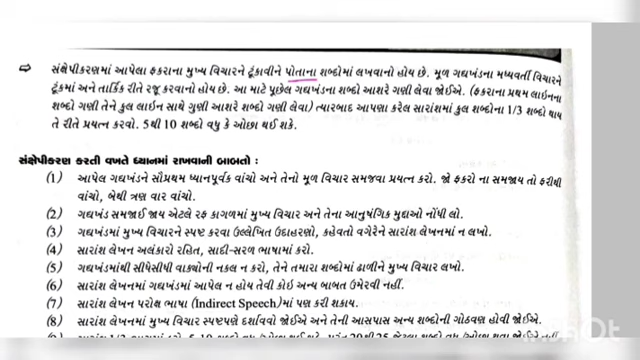 ⇨ સંક્ષેપીકરણમાં આપેલા ફકરાના મુખ્ય વિચારને ટૂંકાવીને પોતાના શબ્દોમાં લખવાનો હોય છે. મૂળ ગદ્યખંડના મધ્યવર્તી વિચારને
ટૂંકમાં અને તાર્કિક રીતે રજૂ કરવાનો હોય છે. આ માટે પૂછેલ ગદ્યખંડના શબ્દો આશરે ગણી લેવા જોઈએ. (ફકરાના પ્રથમ લાઈનના
શબ્દો ગણી તેને કુલ લાઈન સાથે ગુણી આશરે શબ્દો ગણી લેવા) ત્યારબાદ આપણા કરેલ સારાંશમાં કુલ શબ્દોના 1/3 શબ્દો થાય
તે રીતે પ્રયત્ન કરવો. 5થી 10 શબ્દો વધુ કે ઓછા થઈ શકે.
સંક્ષેપીકરણ કરતી વખતે ધ્યાનમાં રાખવાની બાબતો :
(1) આપેલ ગદ્યખંડને સૌપ્રથમ ધ્યાનપૂર્વક વાંચો અને તેનો મૂળ વિચાર સમજવા પ્રયત્ન કરો. જો ફકરો ના સમજાય તો ફરીથી
વાંચો, બેથી ત્રણ વાર વાંચો.
(2) ગદ્યખંડ સમજાઈ જાય એટલે રફ કાગળમાં મુખ્ય વિચાર અને તેના આનુષંગિક મુદ્દાઓ નોંધી લો.
(3) ગદ્યખંડમાં મુખ્ય વિચારને સ્પષ્ટ કરવા ઉલ્લેખિત ઉદાહરણો, કહેવતો વગેરેને સારાંશ લેખનમાં ન લખો.
(4) સારાંશ લેખન અલંકારો રહિત, સાદી-સરળ ભાષામાં કરો.
(5) ગદ્યખંડમાંથી સીધેસીધી વાક્યોની નકલ ન કરો, તેને તમારા શબ્દોમાં ઢાળીને મુખ્ય વિચાર લખો.
(6) સારાંશ લેખનમાં ગદ્યખંડમાં આપેલ ન હોય તેવી કોઈ અન્ય બાબત ઉમેરવી નહીં.
(7) સારાંશ લેખન પરોક્ષ ભાષા (Indirect Speech)માં પણ કરી શકાય.
(8) સારાંશ લેખનમાં મુખ્ય વિચાર સ્પષ્ટપણે દર્શાવવો જોઈએ અને તેની આસપાસ અન્ય શબ્દોની ગોઠવણ હોવી જોઈએ.